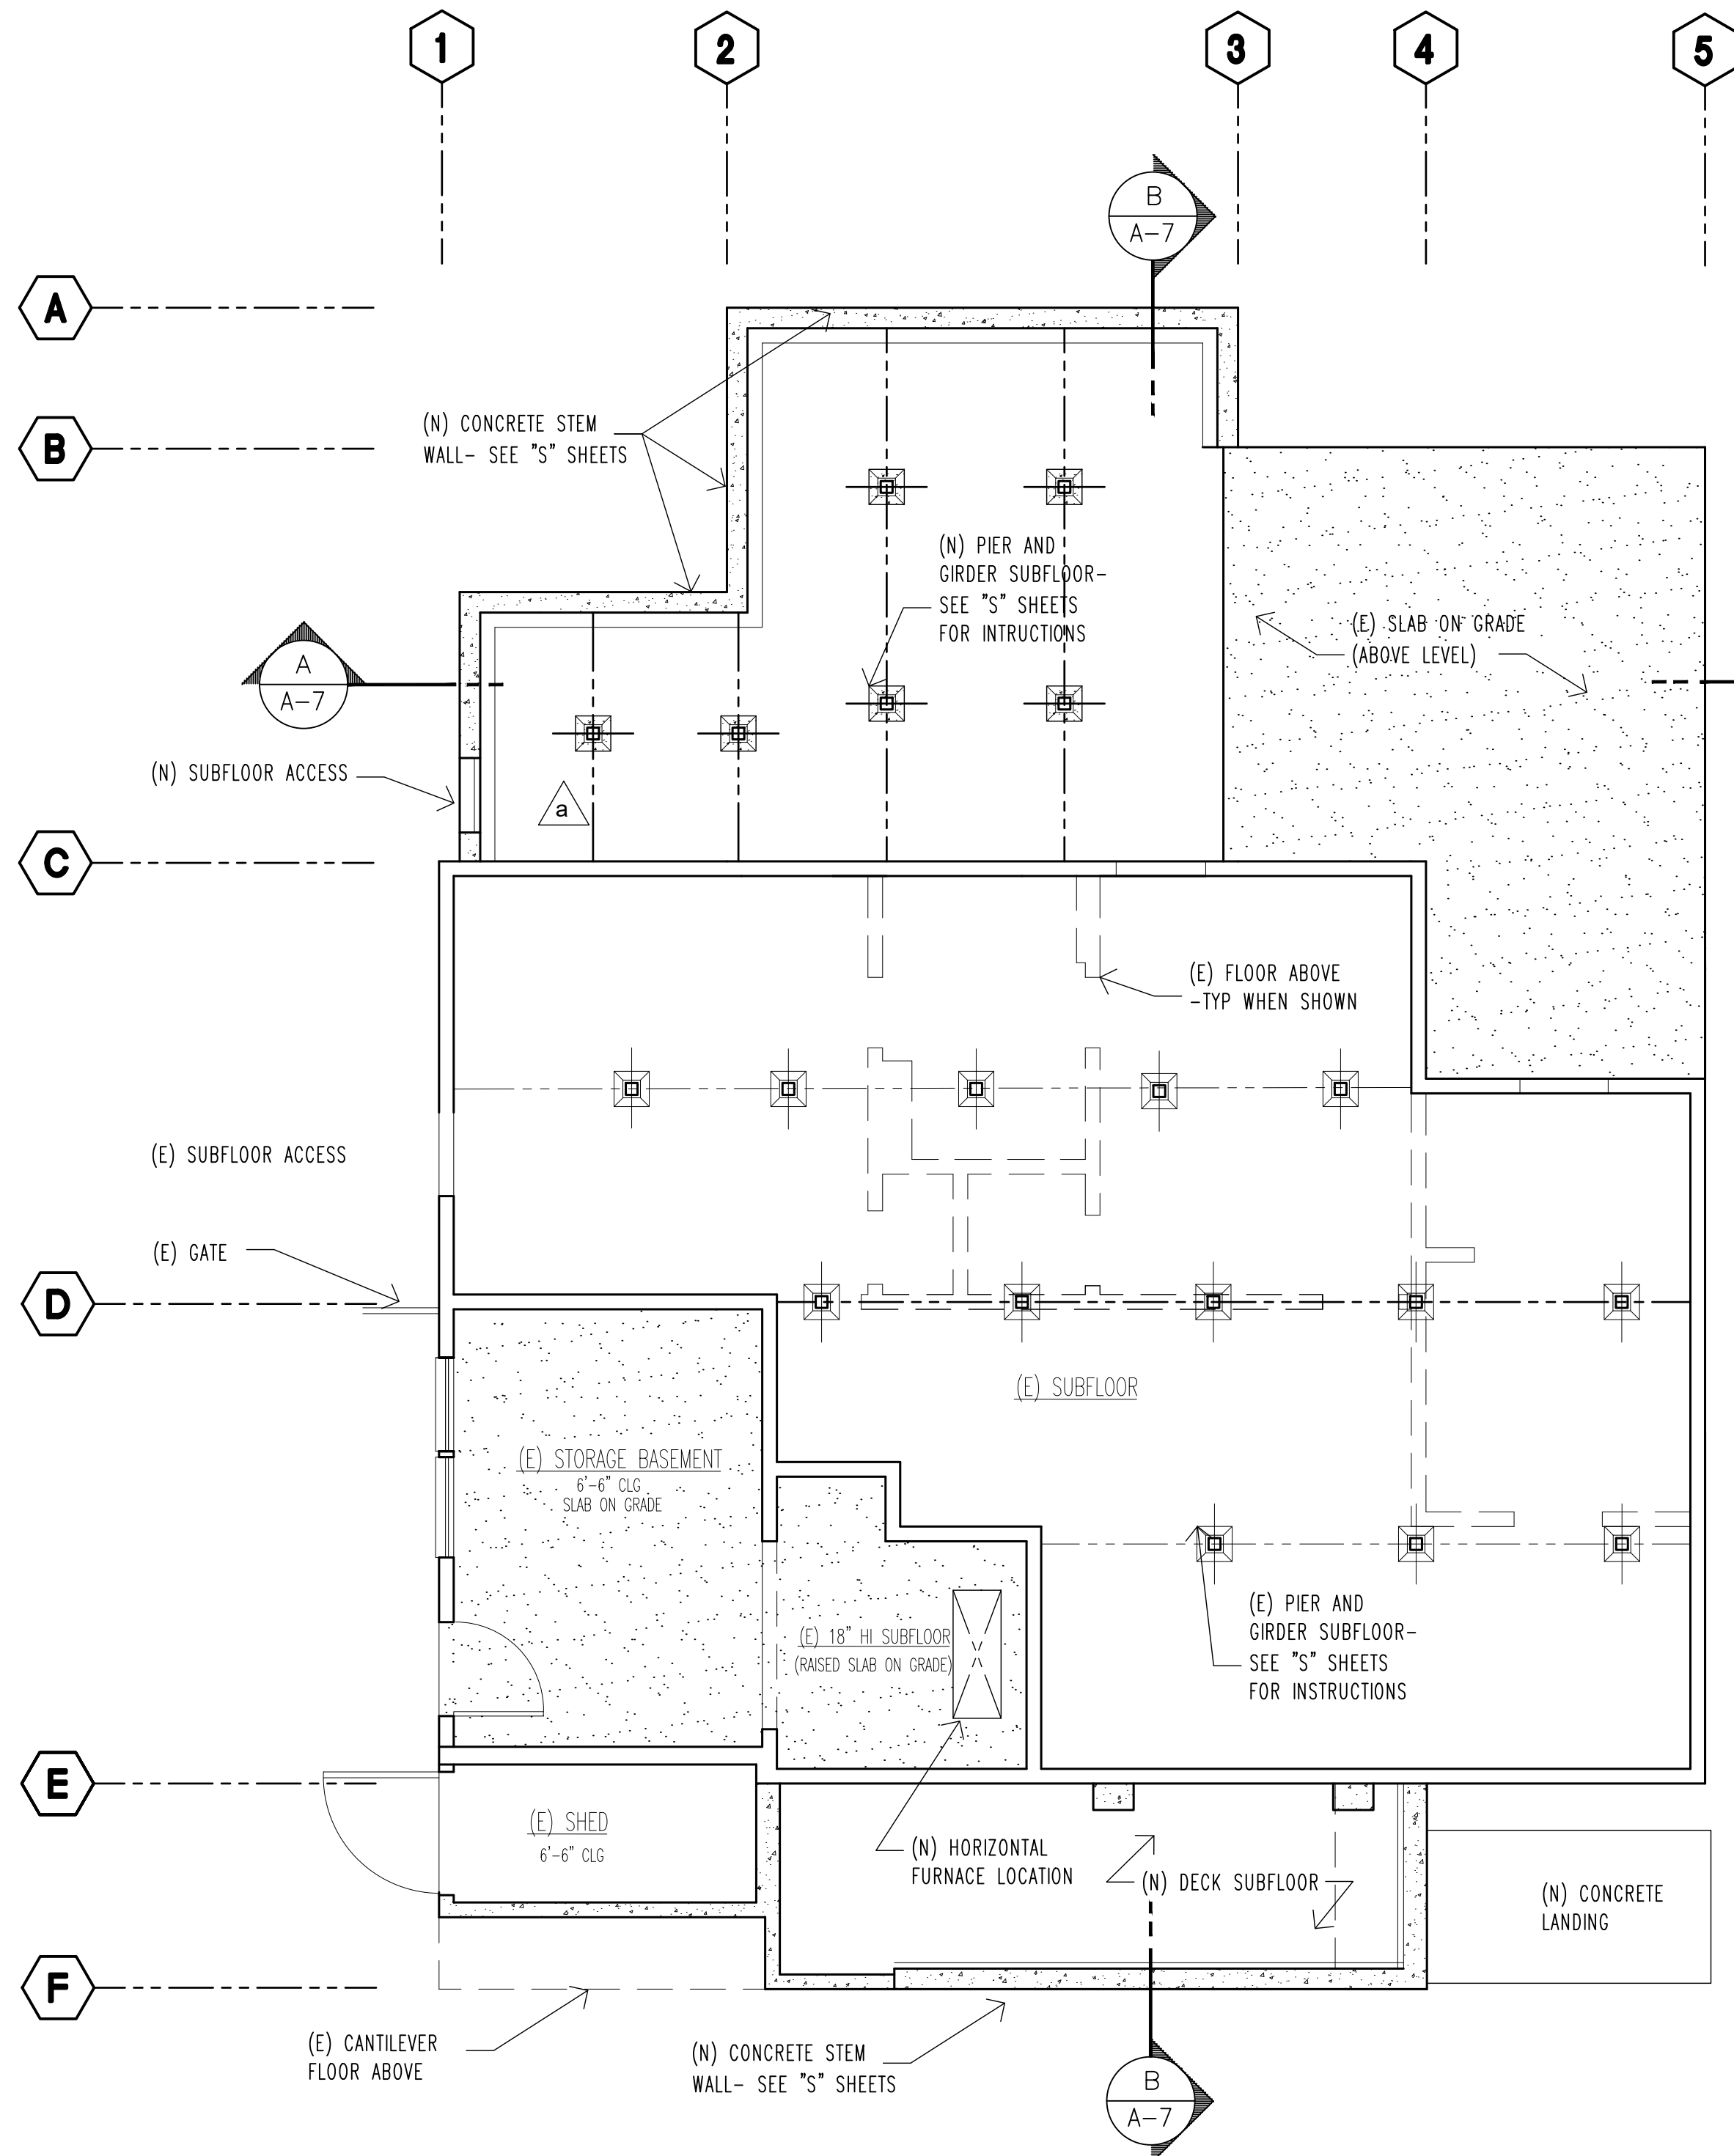 1
2
3
4
5
B
A-7
A
B
(N) CONCRETE STEM
WALL- SEE "S" SHEETS
(N) PIER AND
GIRDER SUBFLOOR-
SEE "S" SHEETS
FOR INTRUCTIONS
(E) SLAB ON GRADE
(ABOVE LEVEL)
A
A-7
(N) SUBFLOOR ACCESS
a
C
(E) FLOOR ABOVE
-TYP WHEN SHOWN
(E) SUBFLOOR ACCESS
(E) GATE
D
(E) SUBFLOOR
(E) STORAGE BASEMENT
6'-6" CLG
SLAB ON GRADE
(E) PIER AND
GIRDER SUBFLOOR-
SEE "S" SHEETS
FOR INSTRUCTIONS
(E) 18" HI SUBFLOOR
(RAISED SLAB ON GRADE)
E
(E) SHED
6'-6" CLG
(N) HORIZONTAL
FURNACE LOCATION
(N) DECK SUBFLOOR
(N) CONCRETE
LANDING
F
(E) CANTILEVER
FLOOR ABOVE
(N) CONCRETE STEM
WALL- SEE "S" SHEETS
B
A-7